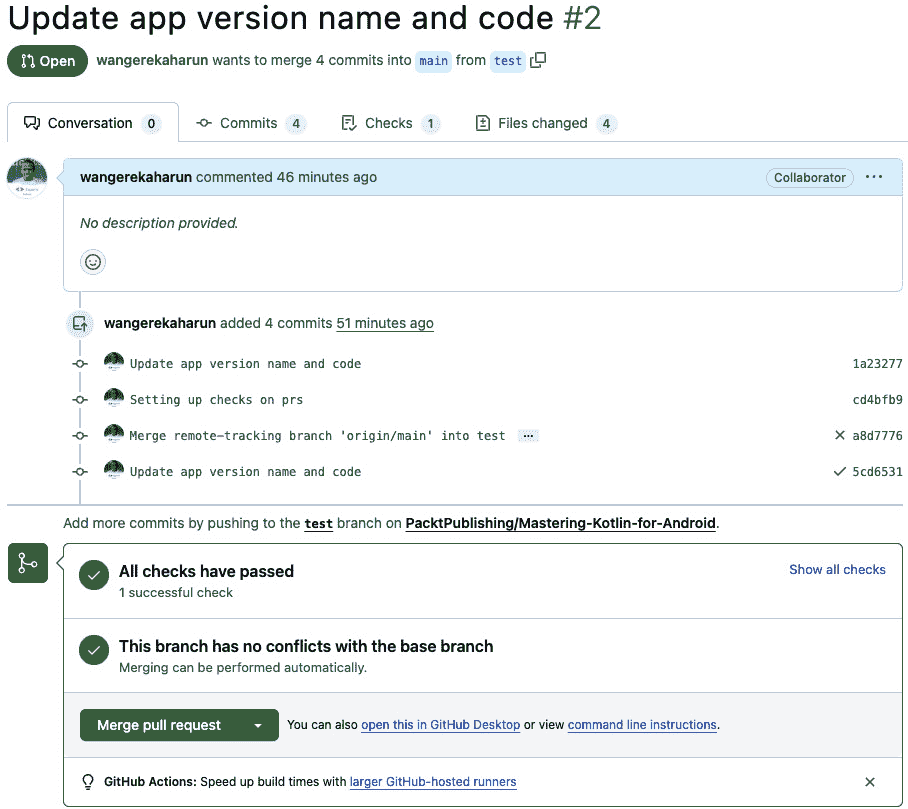 Update app version name and code #2
Open wangerekaharun wants to merge 4 commits into main from test
Conversation 0 Commits 4 Checks 1 Files changed 4
wangerekaharun commented 46 minutes ago Collaborator ...
No description provided.
wangerekaharun added 4 commits 51 minutes ago
Update app version name and code 1a23277
Setting up checks on prs cd4bfb9
Merge remote-tracking branch 'origin/main' into test ... a8d7776
Update app version name and code 5cd6531
Add more commits by pushing to the test branch on PacktPublishing/Mastering-Kotlin-for-Android.
All checks have passed Show all checks
1 successful check
This branch has no conflicts with the base branch
Merging can be performed automatically.
Merge pull request You can also open this in GitHub Desktop or view command line instructions.
GitHub Actions: Speed up build times with larger GitHub-hosted runners